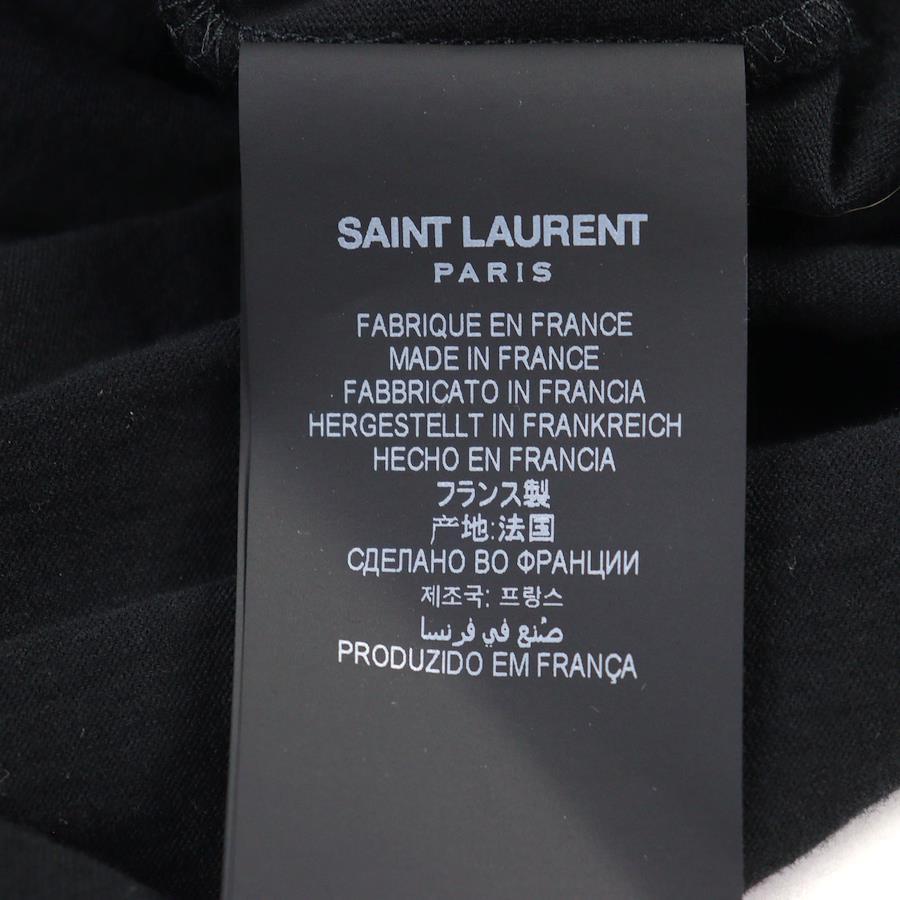 SAINT LAURENT
PARIS
FABRIQUE EN FRANCE
MADE IN FRANCE
FABBRICATO IN FRANCIA
HERGESTELLT IN FRANKREICH
HECHO EN FRANCIA
フランス製
产地:法国
СДЕЛАНО ВО ФРАНЦИИ
제조국: 프랑스
صُنع في فرنسا
PRODUZIDO EM FRANÇA